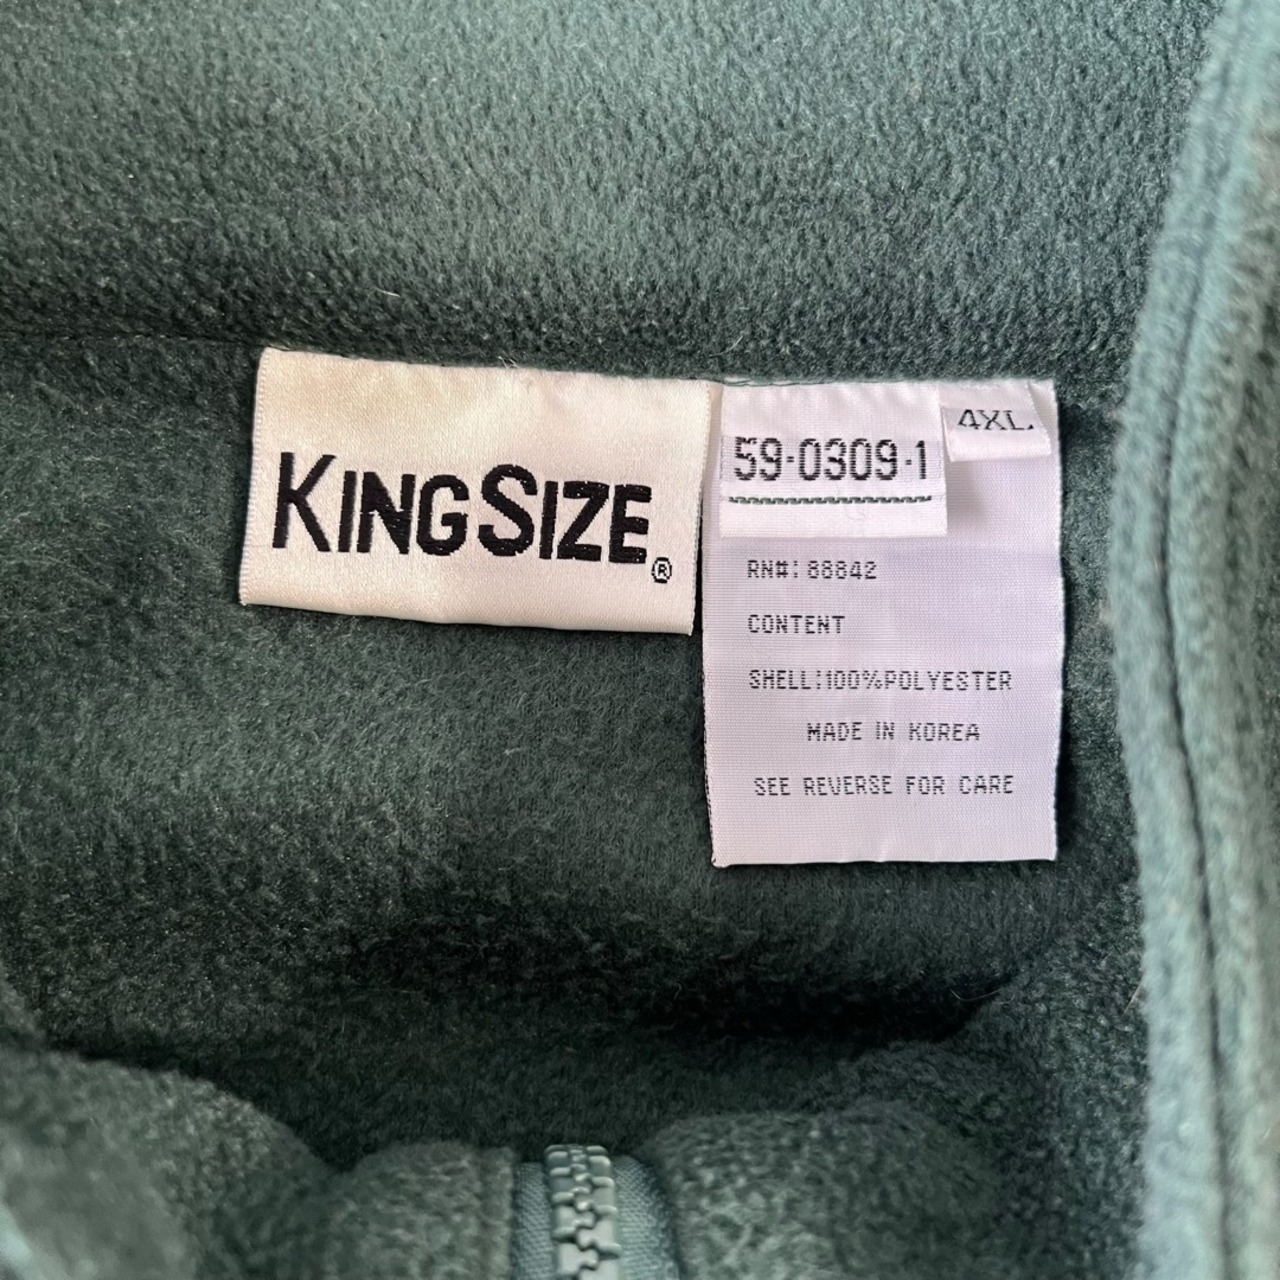 KINGSIZE®
59-0309-1
4XL.
RN#: 88842
CONTENT
SHELL:100%POLYESTER
MADE IN KOREA
SEE REVERSE FOR CARE